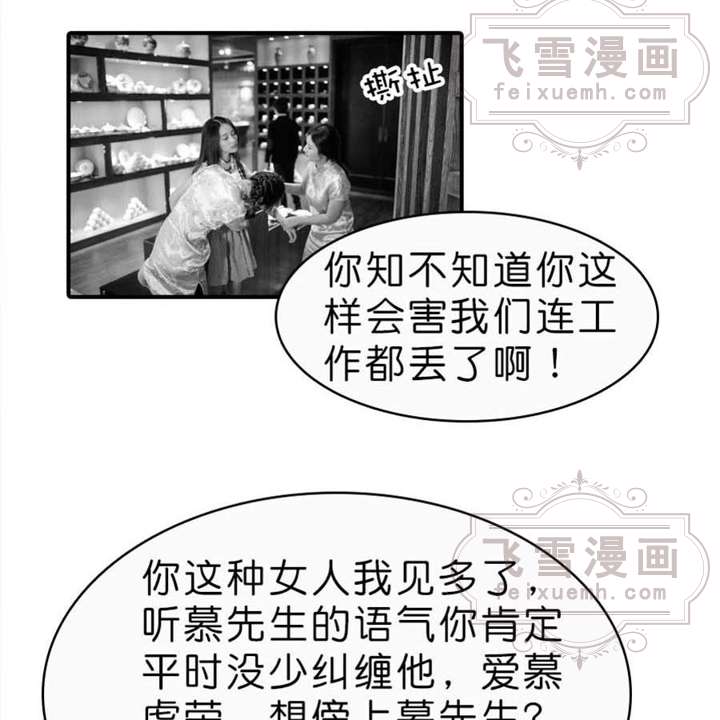 飞雪漫画
feixuemh.com
撕扯
你知不知道你这
样会害我们连工
作都丢了啊！
飞雪漫画
feixuemh.com
你这种女人我见多了，
听慕先生的语气你肯定
平时没少纠缠他，爱慕
虚荣，想傍上慕先生？